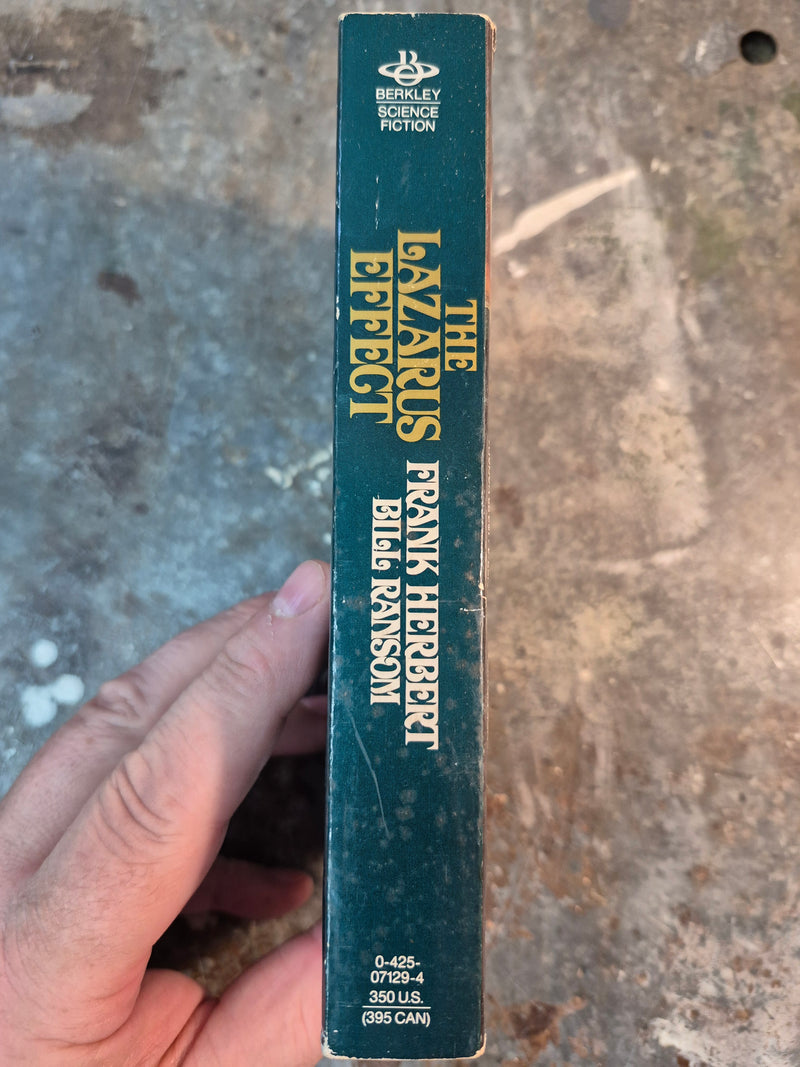 BERKLEY
SCIENCE
FICTION
THE
LAZARUS
EFFECT
FRANK HERBERT
BILL RANSOM
0-425-
07129-4
350 U.S.
(395 CAN)